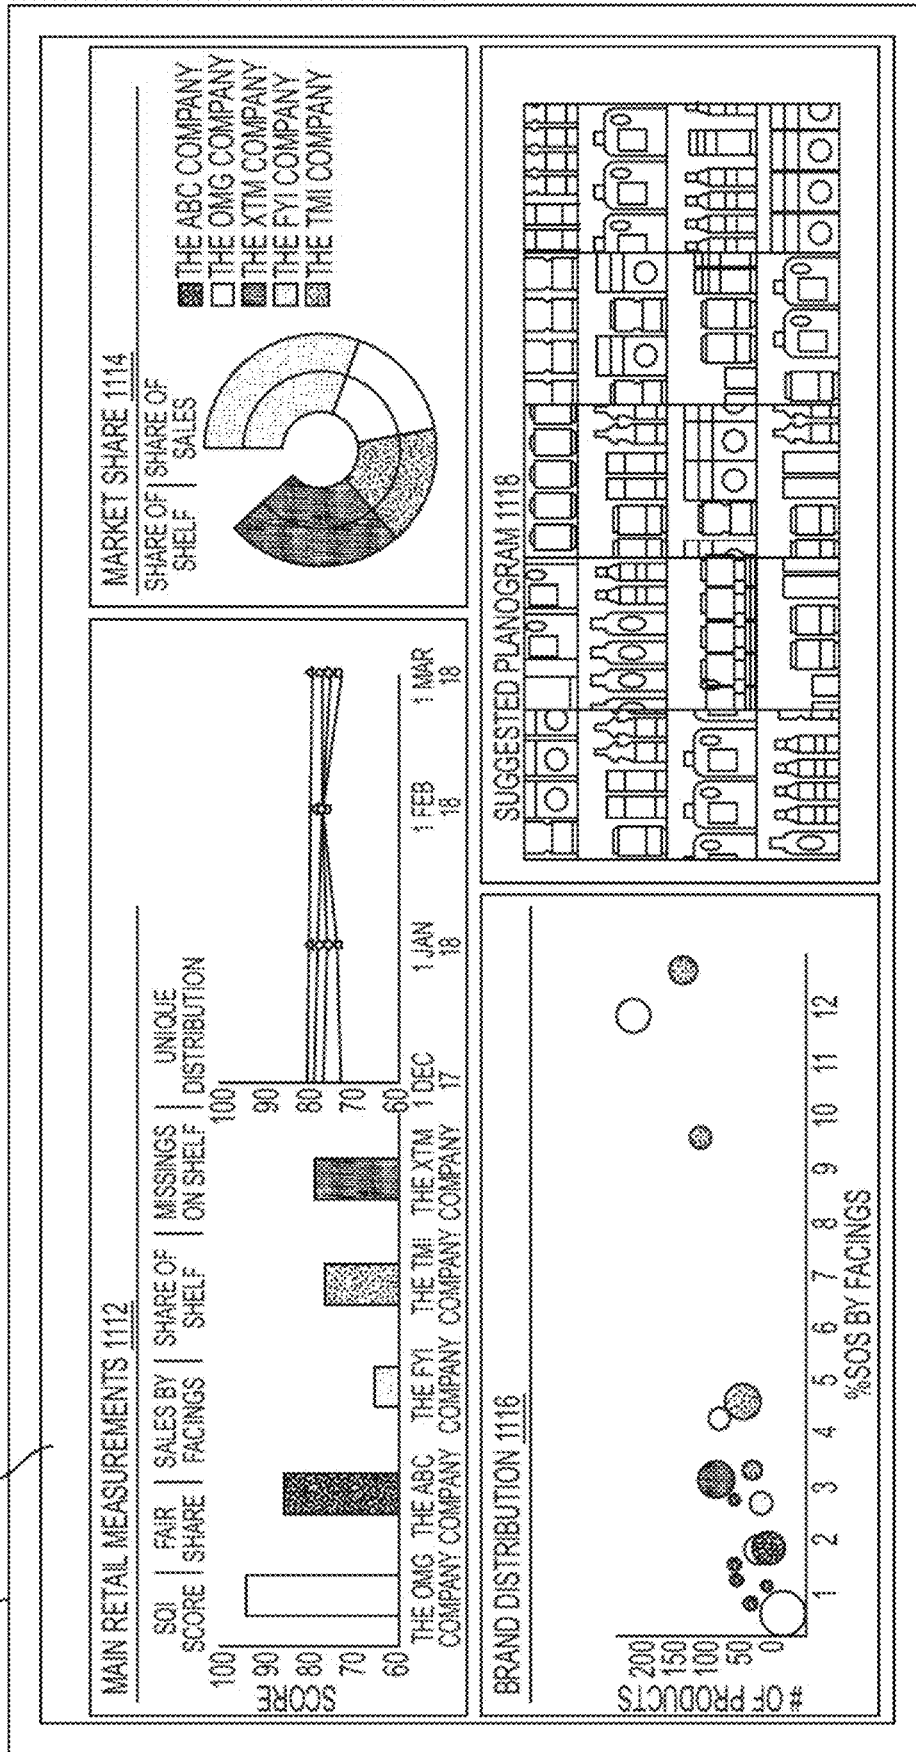 MAIN RETAIL MEASUREMENTS 1112
SOI SCORE | FAIR SHARE | SALES BY FACINGS | SHARE OF SHELF | MISSINGS ON SHELF | UNIQUE DISTRIBUTION
SCORE
100
90
80
70
60
THE OMG COMPANY
THE ABC COMPANY
THE FYI COMPANY
THE TMI COMPANY
THE XTM COMPANY
100
90
80
70
60
1 DEC 17
1 JAN 18
1 FEB 18
1 MAR 18
MARKET SHARE 1114
SHARE OF SHELF | SHARE OF SALES
THE ABC COMPANY
THE OMG COMPANY
THE XTM COMPANY
THE FYI COMPANY
THE TMI COMPANY
BRAND DISTRIBUTION 1116
# OF PRODUCTS
200
150
100
50
0
1 2 3 4 5 6 7 8 9 10 11 12
%SOS BY FACINGS
SUGGESTED PLANOGRAM 1118